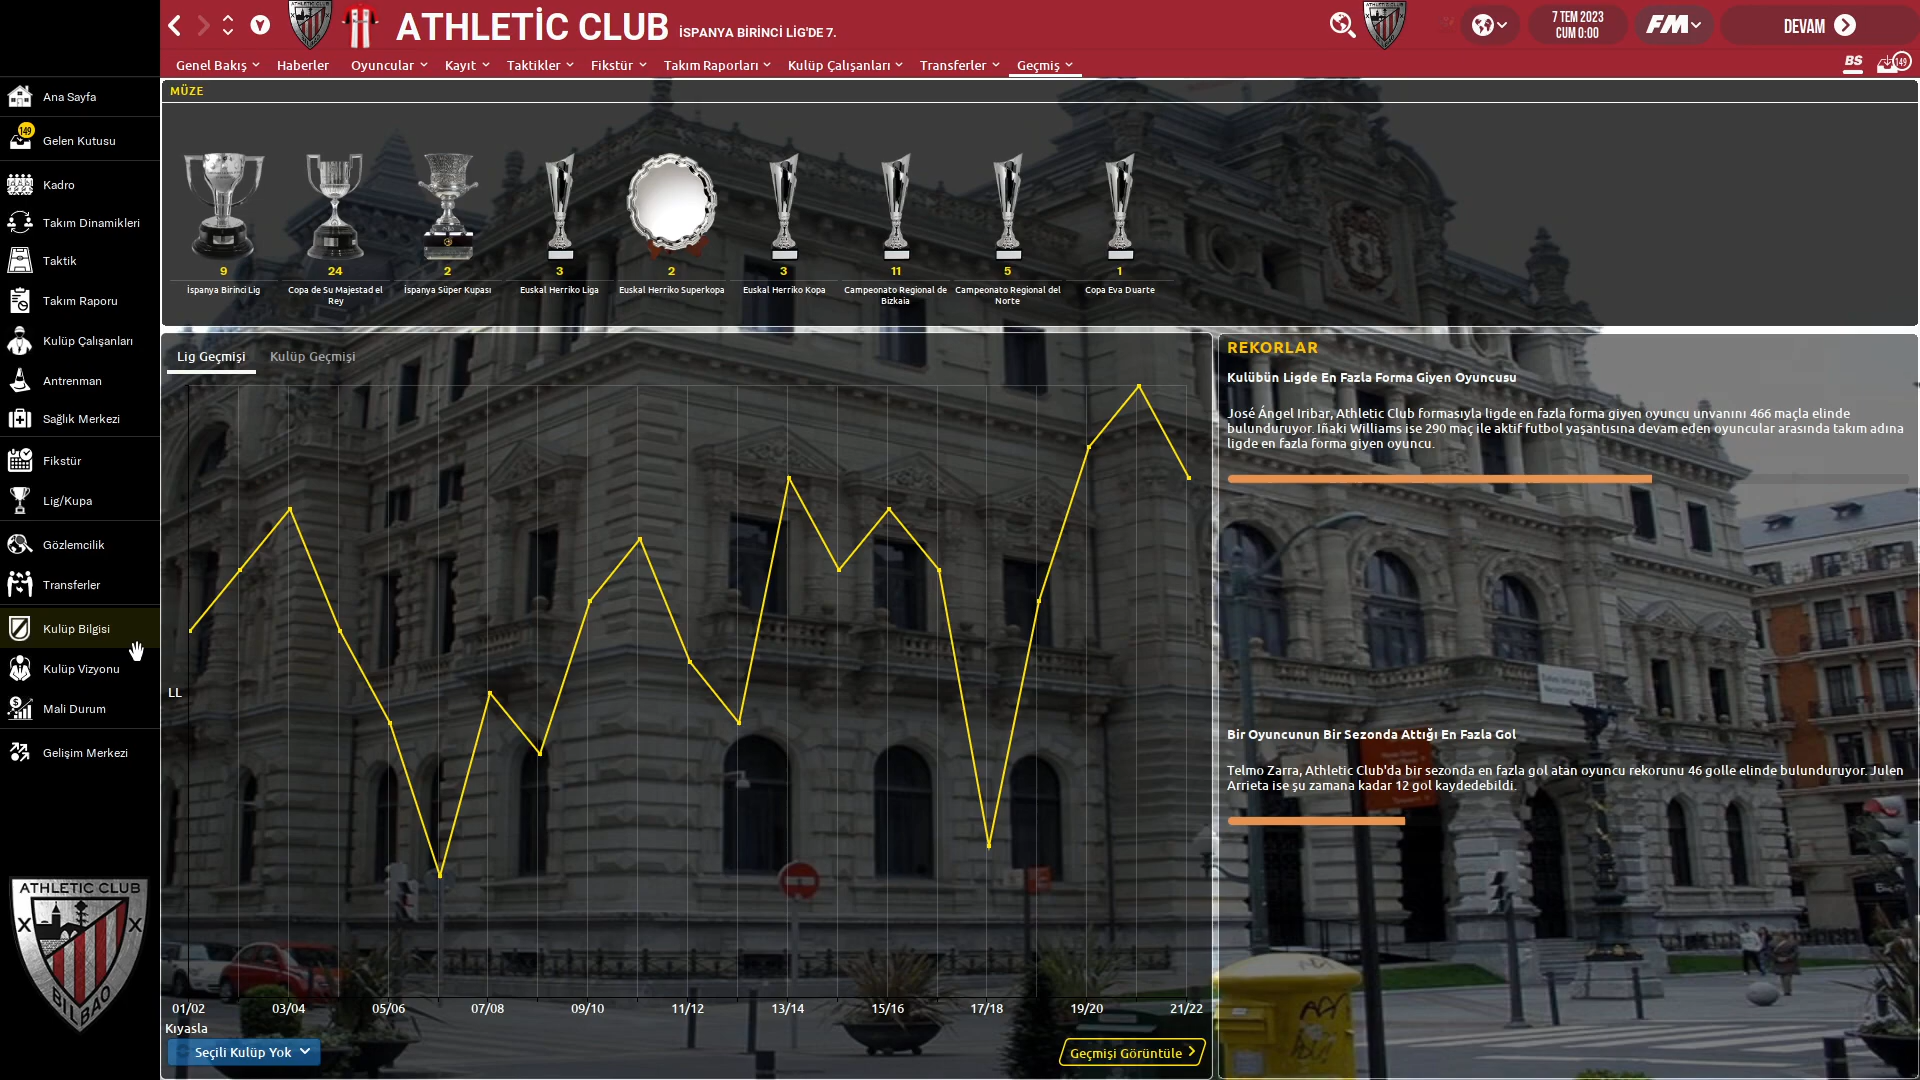 ATHLETİC CLUB İSPANYA BİRİNCİ LİG'DE 7.
7 TEM 2023
CUM 0:00
FM
DEVAM
Genel Bakış Haberler Oyuncular Kayıt Taktikler Fikstür Takım Raporları Kulüp Çalışanları Transferler Geçmiş
BS 149
Ana Sayfa
149
Gelen Kutusu
Kadro
Takım Dinamikleri
Taktik
Takım Raporu
Kulüp Çalışanları
Antrenman
Sağlık Merkezi
Fikstür
Lig/Kupa
Gözlemcilik
Transferler
Kulüp Bilgisi
Kulüp Vizyonu
Mali Durum
Gelişim Merkezi
ATHLETIC CLUB
BILBAO
MÜZE
9 24 2 3 2 3 11 5 1
İspanya Birinci Lig
Copa de Su Majestad el
Rey
İspanya Süper Kupası
Euskal Herriko Liga
Euskal Herriko Superkopa
Euskal Herriko Kopa
Campeonato Regional de
Bizkaia
Campeonato Regional del
Norte
Copa Eva Duarte
Lig Geçmişi Kulüp Geçmişi
LL
01/02 03/04 05/06 07/08 09/10 11/12 13/14 15/16 17/18 19/20 21/22
Kıyasla
Seçili Kulüp Yok
Geçmişi Görüntüle
REKORLAR
Kulübün Ligde En Fazla Forma Giyen Oyuncusu
José Ángel Iribar, Athletic Club formasıyla ligde en fazla forma giyen oyuncu unvanını 466 maçla elinde
bulunduruyor. Iñaki Williams ise 290 maç ile aktif futbol yaşantısına devam eden oyuncular arasında takım adına
ligde en fazla forma giyen oyuncu.
Bir Oyuncunun Bir Sezonda Attığı En Fazla Gol
Telmo Zarra, Athletic Club'da bir sezonda en fazla gol atan oyuncu rekorunu 46 golle elinde bulunduruyor. Julen
Arrieta ise şu zamana kadar 12 gol kaydedebildi.